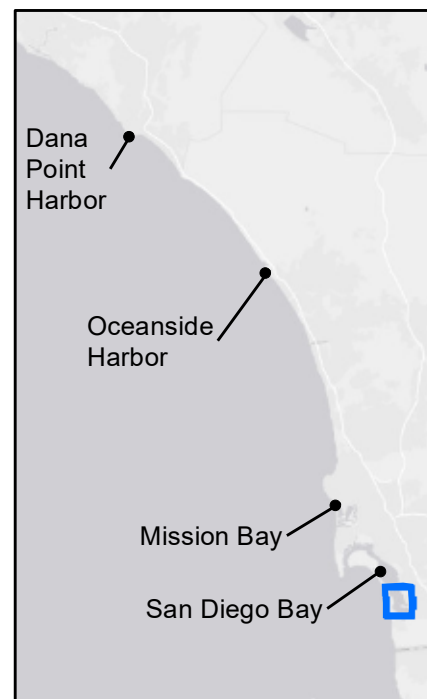 Dana
Point
Harbor
Oceanside
Harbor
Mission Bay
San Diego Bay